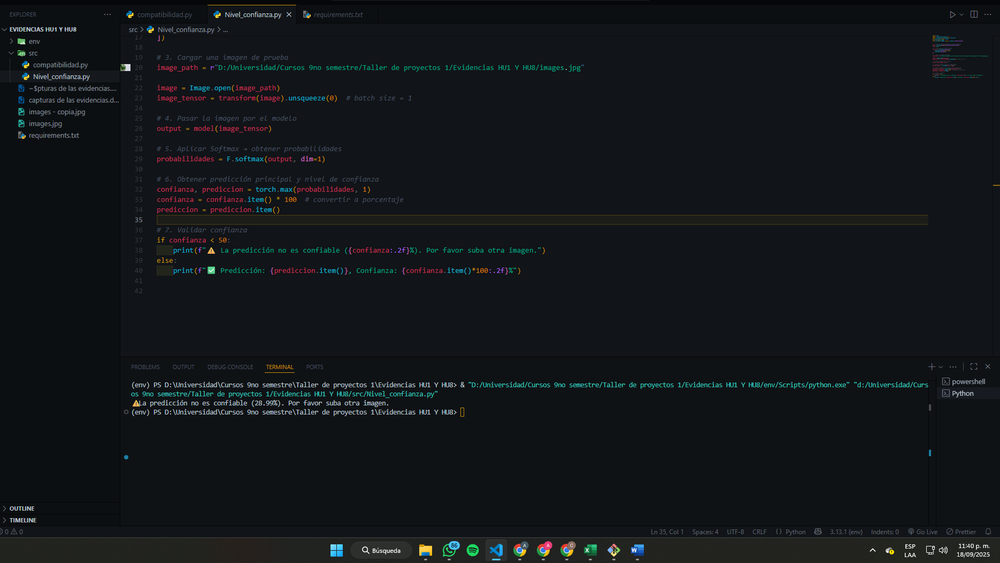 EXPLORER
compatibilidad.py
Nivel_confianza.py
requirements.txt
EVIDENCIAS HU1 Y HU8
env
src
compatibilidad.py
Nivel_confianza.py
~$pturas de las evidencias....
capturas de las evidencias.d...
images - copia.jpg
images.jpg
requirements.txt
src > Nivel_confianza.py > ...
17 ])
18
19 # 3. Cargar una imagen de prueba
20 image_path = r"D:/Universidad/Cursos 9no semestre/Taller de proyectos 1/Evidencias HU1 Y HU8/images.jpg"
21
22 image = Image.open(image_path)
23 image_tensor = transform(image).unsqueeze(0)  # batch size = 1
24
25 # 4. Pasar la imagen por el modelo
26 output = model(image_tensor)
27
28 # 5. Aplicar Softmax → obtener probabilidades
29 probabilidades = F.softmax(output, dim=1)
30
31 # 6. Obtener predicción principal y nivel de confianza
32 confianza, prediccion = torch.max(probabilidades, 1)
33 confianza = confianza.item() * 100  # convertir a porcentaje
34 prediccion = prediccion.item()
35
36 # 7. Validar confianza
37 if confianza < 50:
38     print(f"⚠️ La predicción no es confiable ({confianza:.2f}%). Por favor suba otra imagen.")
39 else:
40     print(f"✅ Predicción: {prediccion.item()}, Confianza: {confianza.item()*100:.2f}%")
41
42
PROBLEMS OUTPUT DEBUG CONSOLE TERMINAL PORTS
(env) PS D:\Universidad\Cursos 9no semestre\Taller de proyectos 1\Evidencias HU1 Y HU8> & "D:/Universidad/Cursos 9no semestre/Taller de proyectos 1/Evidencias HU1 Y HU8/env/Scripts/python.exe" "d:/Universidad/Curs
os 9no semestre/Taller de proyectos 1/Evidencias HU1 Y HU8/src/Nivel_confianza.py"
⚠️La predicción no es confiable (28.99%). Por favor suba otra imagen.
(env) PS D:\Universidad\Cursos 9no semestre\Taller de proyectos 1\Evidencias HU1 Y HU8>
powershell
Python
OUTLINE
TIMELINE
0 0
Ln 35, Col 1 Spaces: 4 UTF-8 CRLF {} Python 3.13.1 (env) Indents: 0 Go Live Prettier
Búsqueda
86
A
A
C
ESP
LAA
11:40 p. m.
18/09/2025